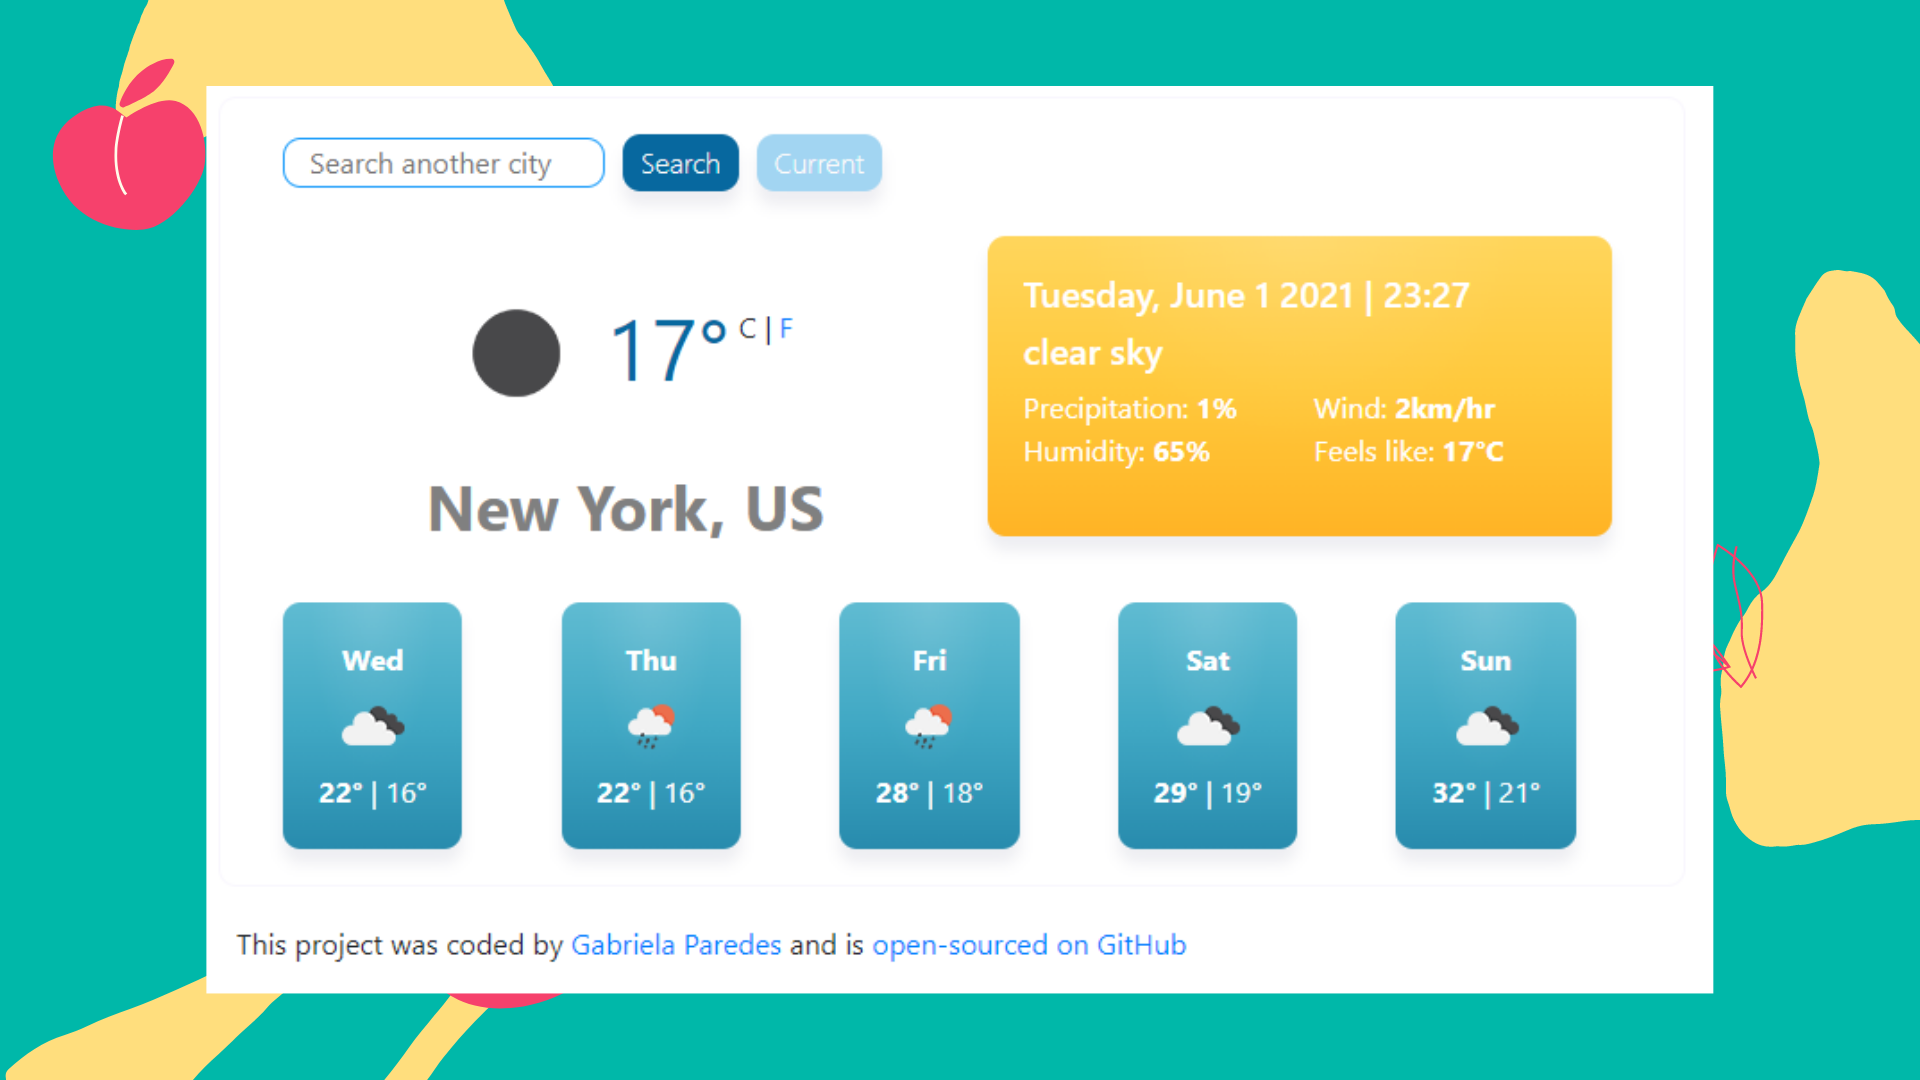 Search another city
Search
Current
17° C | F
New York, US
Tuesday, June 1 2021 | 23:27
clear sky
Precipitation: 1%
Wind: 2km/hr
Humidity: 65%
Feels like: 17°C
Wed
22° | 16°
Thu
22° | 16°
Fri
28° | 18°
Sat
29° | 19°
Sun
32° | 21°
This project was coded by Gabriela Paredes and is open-sourced on GitHub